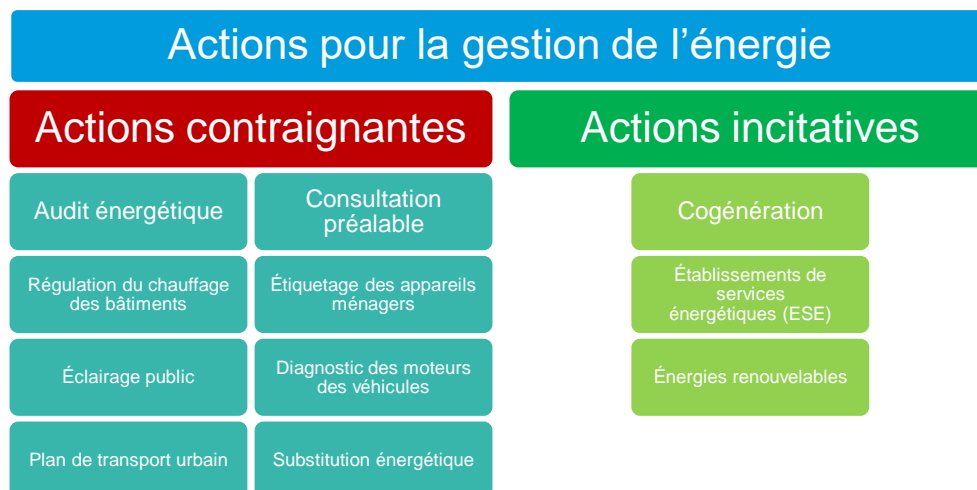 Actions pour la gestion de l’énergie
Actions contraignantes
Actions incitatives
Audit énergétique
Consultation
préalable
Cogénération
Régulation du chauffage
des bâtiments
Étiquetage des appareils
ménagers
Établissements de
services
énergétiques (ESE)
Éclairage public
Diagnostic des moteurs
des véhicules
Énergies renouvelables
Plan de transport urbain
Substitution énergétique